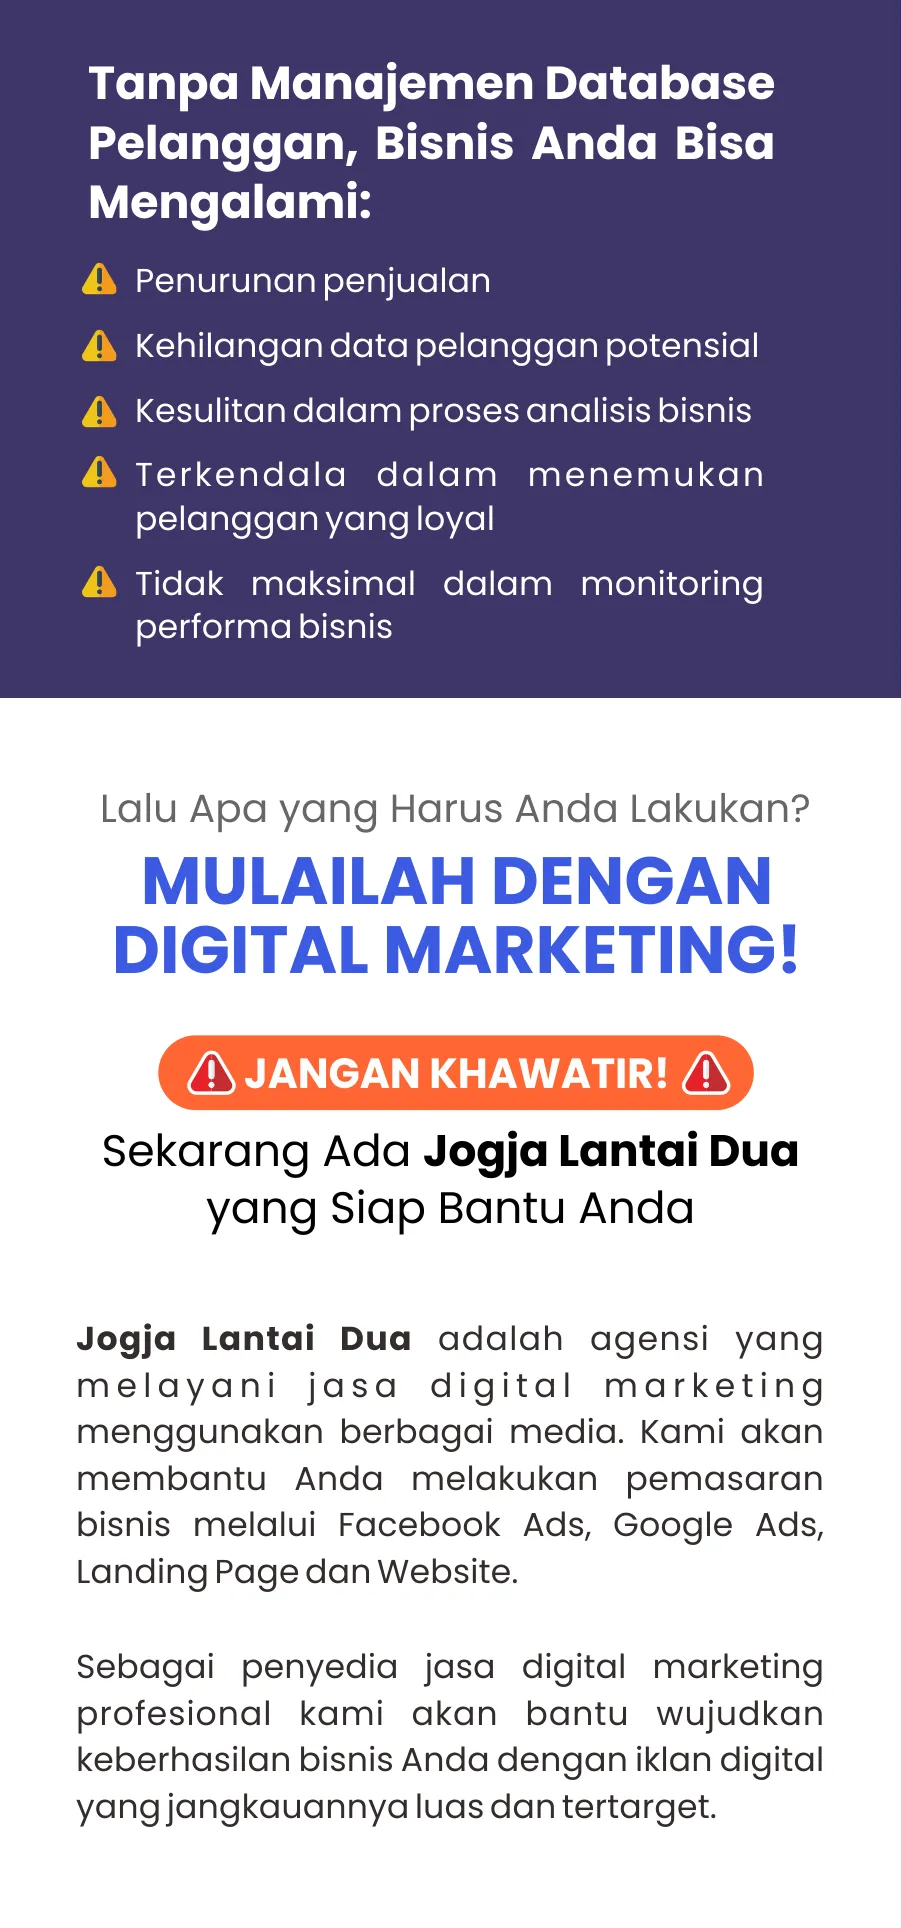 Tanpa Manajemen Database
Pelanggan, Bisnis Anda Bisa
Mengalami:
Penurunan penjualan
Kehilangan data pelanggan potensial
Kesulitan dalam proses analisis bisnis
Terkendala dalam menemukan
pelanggan yang loyal
Tidak maksimal dalam monitoring
performa bisnis
Lalu Apa yang Harus Anda Lakukan?
MULAILAH DENGAN
DIGITAL MARKETING!
JANGAN KHAWATIR!
Sekarang Ada Jogja Lantai Dua
yang Siap Bantu Anda
Jogja Lantai Dua adalah agensi yang
melayani jasa digital marketing
menggunakan berbagai media. Kami akan
membantu Anda melakukan pemasaran
bisnis melalui Facebook Ads, Google Ads,
Landing Page dan Website.
Sebagai penyedia jasa digital marketing
profesional kami akan bantu wujudkan
keberhasilan bisnis Anda dengan iklan digital
yang jangkauannya luas dan tertarget.